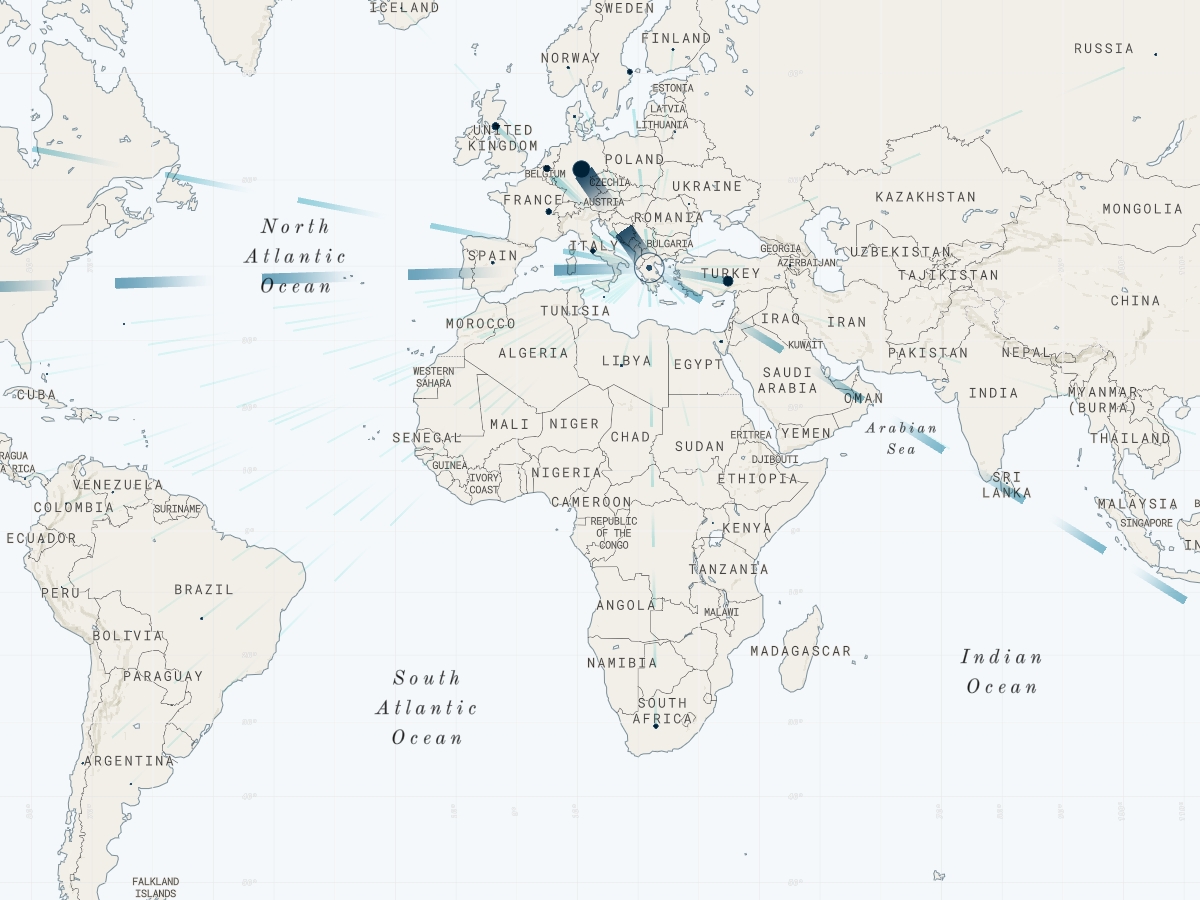 ICELAND
SWEDEN
FINLAND
NORWAY
RUSSIA
ESTONIA
LATVIA
LITHUANIA
UNITED
KINGDOM
POLAND
BELGIUM
CZECHIA
UKRAINE
FRANCE
AUSTRIA
KAZAKHSTAN
MONGOLIA
ROMANIA
North
Atlantic
Ocean
ITALY
BULGARIA
SPAIN
GEORGIA
AZERBAIJAN
UZBEKISTAN
TURKEY
TAJIKISTAN
CHINA
TUNISIA
MOROCCO
IRAQ
IRAN
KUWAIT
ALGERIA
LIBYA
EGYPT
PAKISTAN
NEPAL
WESTERN
SAHARA
SAUDI
ARABIA
OMAN
INDIA
MYANMAR
(BURMA)
CUBA
MALI
NIGER
CHAD
SUDAN
ERITREA
YEMEN
Arabian
Sea
THAILAND
SENEGAL
RAGUA
A RICA
GUINEA
IVORY
COAST
NIGERIA
DJIBOUTI
ETHIOPIA
SRI
LANKA
VENEZUELA
COLOMBIA
SURINAME
CAMEROON
MALAYSIA
B
SINGAPORE
REPUBLIC
OF THE
CONGO
KENYA
ECUADOR
IN
TANZANIA
PERU
BRAZIL
ANGOLA
MALAWI
BOLIVIA
MADAGASCAR
NAMIBIA
Indian
Ocean
PARAGUAY
South
Atlantic
Ocean
SOUTH
AFRICA
ARGENTINA
FALKLAND
ISLANDS